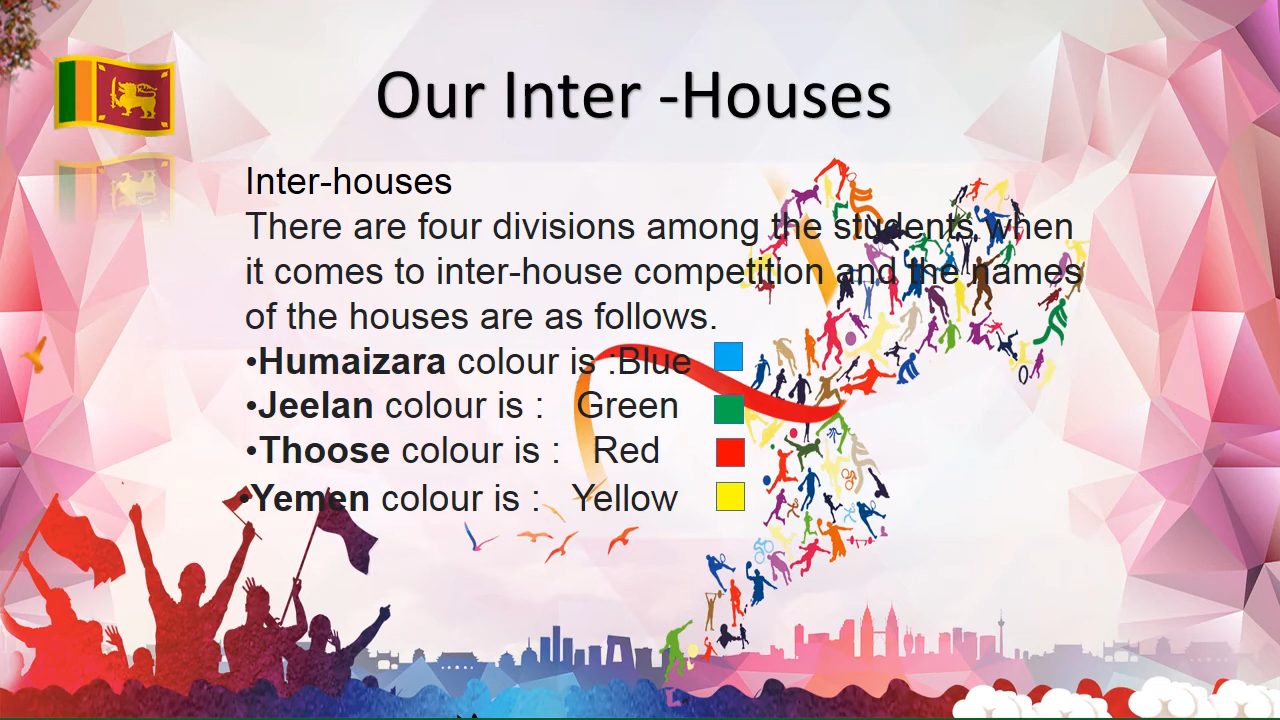 Our Inter -Houses
Inter-houses
There are four divisions among the students when
it comes to inter-house competition and the names
of the houses are as follows.
•Humaizara colour is :Blue
•Jeelan colour is : Green
•Thoose colour is : Red
•Yemen colour is : Yellow